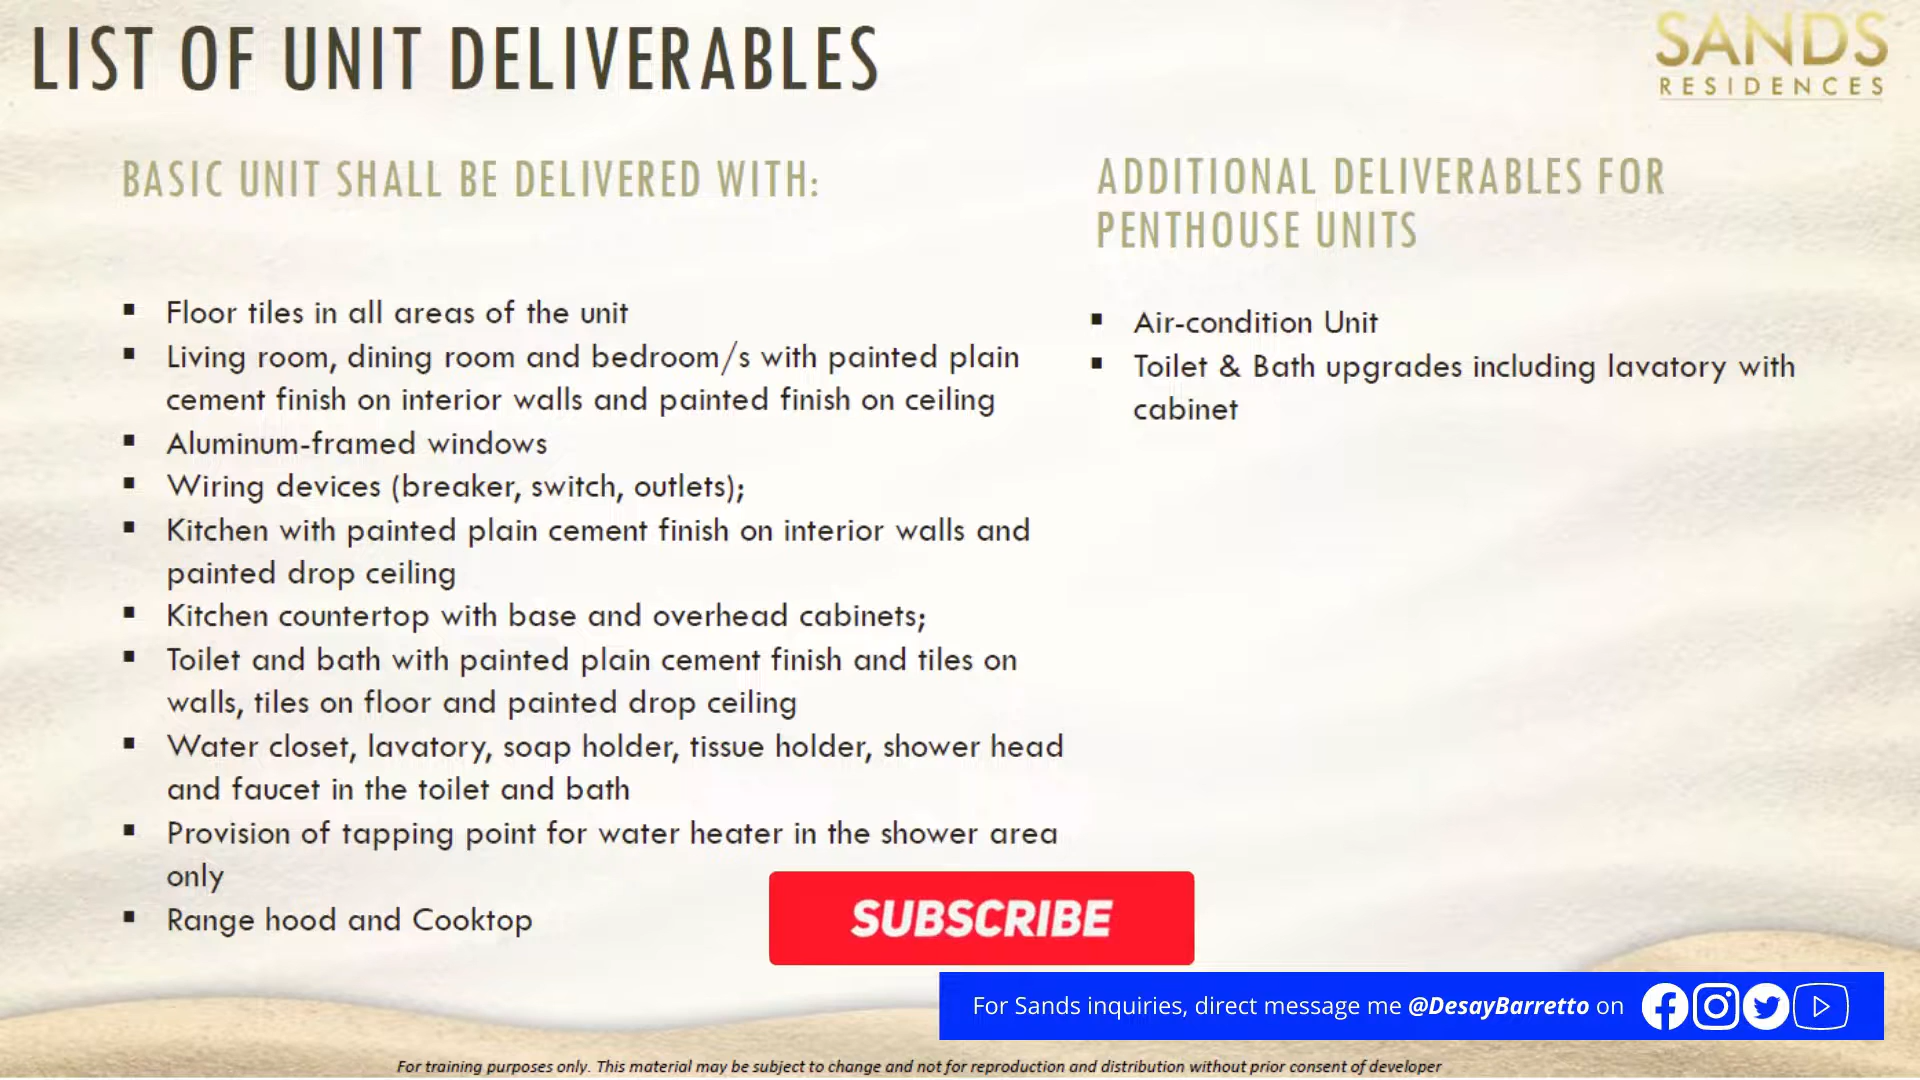 LIST OF UNIT DELIVERABLES
SANDS
RESIDENCES
BASIC UNIT SHALL BE DELIVERED WITH:
▪ Floor tiles in all areas of the unit
▪ Living room, dining room and bedroom/s with painted plain
cement finish on interior walls and painted finish on ceiling
▪ Aluminum-framed windows
▪ Wiring devices (breaker, switch, outlets);
▪ Kitchen with painted plain cement finish on interior walls and
painted drop ceiling
▪ Kitchen countertop with base and overhead cabinets;
▪ Toilet and bath with painted plain cement finish and tiles on
walls, tiles on floor and painted drop ceiling
▪ Water closet, lavatory, soap holder, tissue holder, shower head
and faucet in the toilet and bath
▪ Provision of tapping point for water heater in the shower area
only
▪ Range hood and Cooktop
ADDITIONAL DELIVERABLES FOR
PENTHOUSE UNITS
▪ Air-condition Unit
▪ Toilet & Bath upgrades including lavatory with
cabinet
SUBSCRIBE
For Sands inquiries, direct message me @DesayBarretto on
For training purposes only. This material may be subject to change and not for reproduction and distribution without prior consent of developer